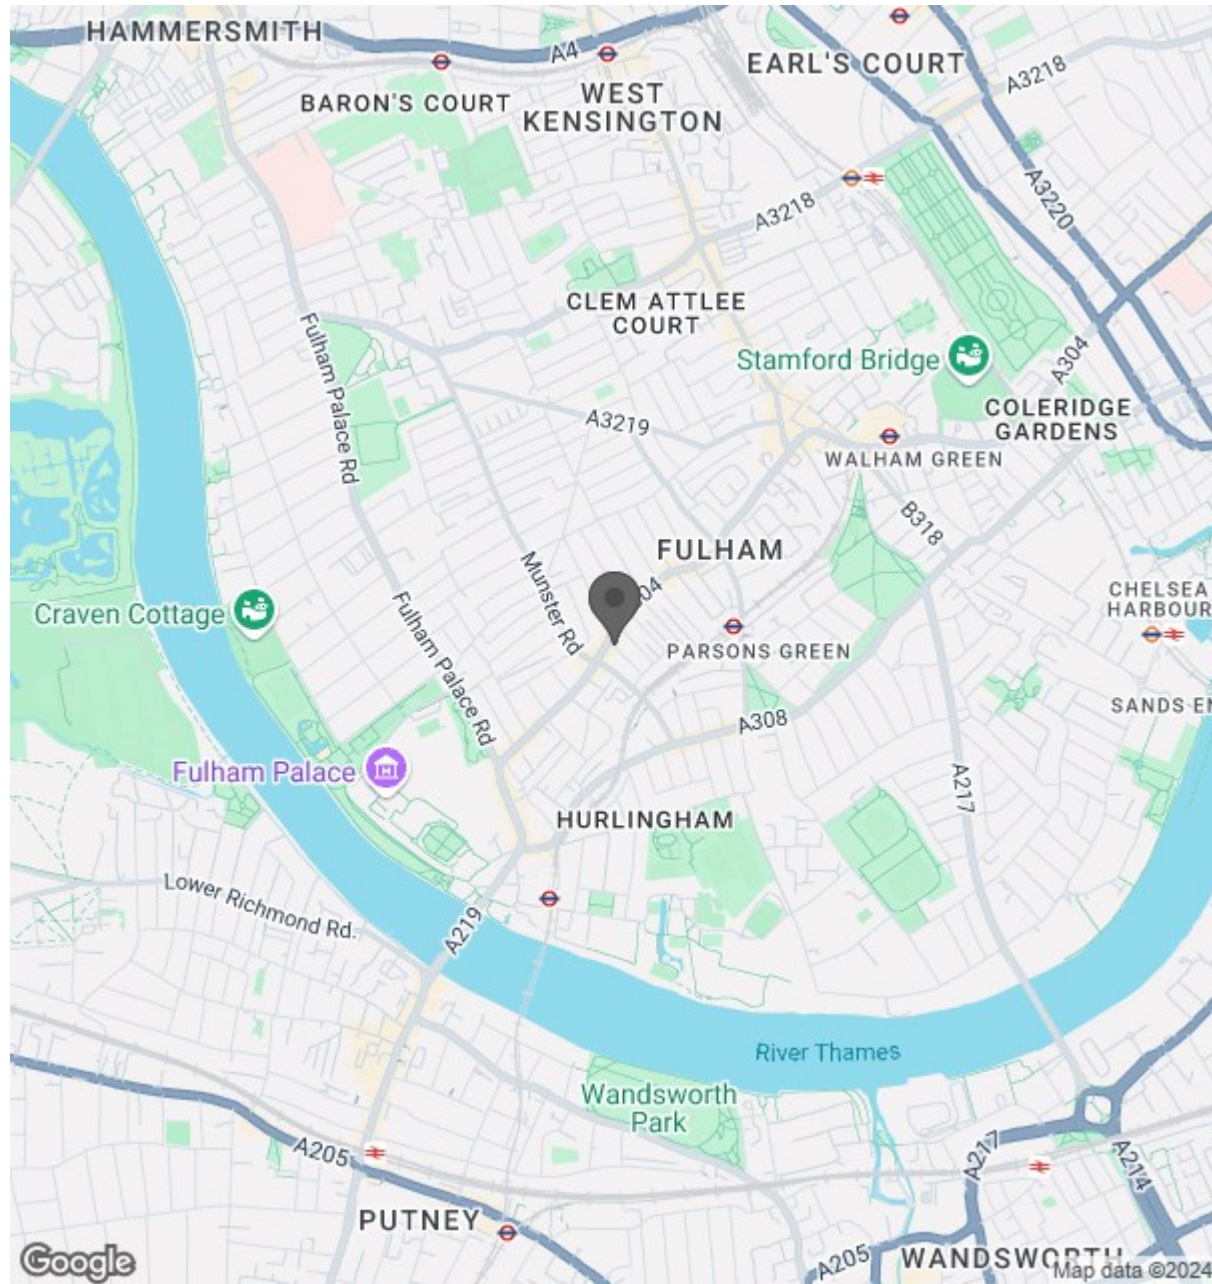 HAMMERSMITH
A4
EARL'S COURT
A3218
BARON'S COURT
WEST
KENSINGTON
A3218
A3220
CLEM ATTLEE
COURT
Fulham Palace Rd
Stamford Bridge
A304
COLERIDGE
GARDENS
A3219
WALHAM GREEN
B318
FULHAM
Munster Rd
04
CHELSEA
HARBOUR
Craven Cottage
Fulham Palace Rd
PARSONS GREEN
SANDS EN
A308
Fulham Palace
A217
HURLINGHAM
Lower Richmond Rd.
A219
River Thames
Wandsworth
Park
A205
A217
A214
PUTNEY
A205
WANDSWORTH
Google
Map data ©2024